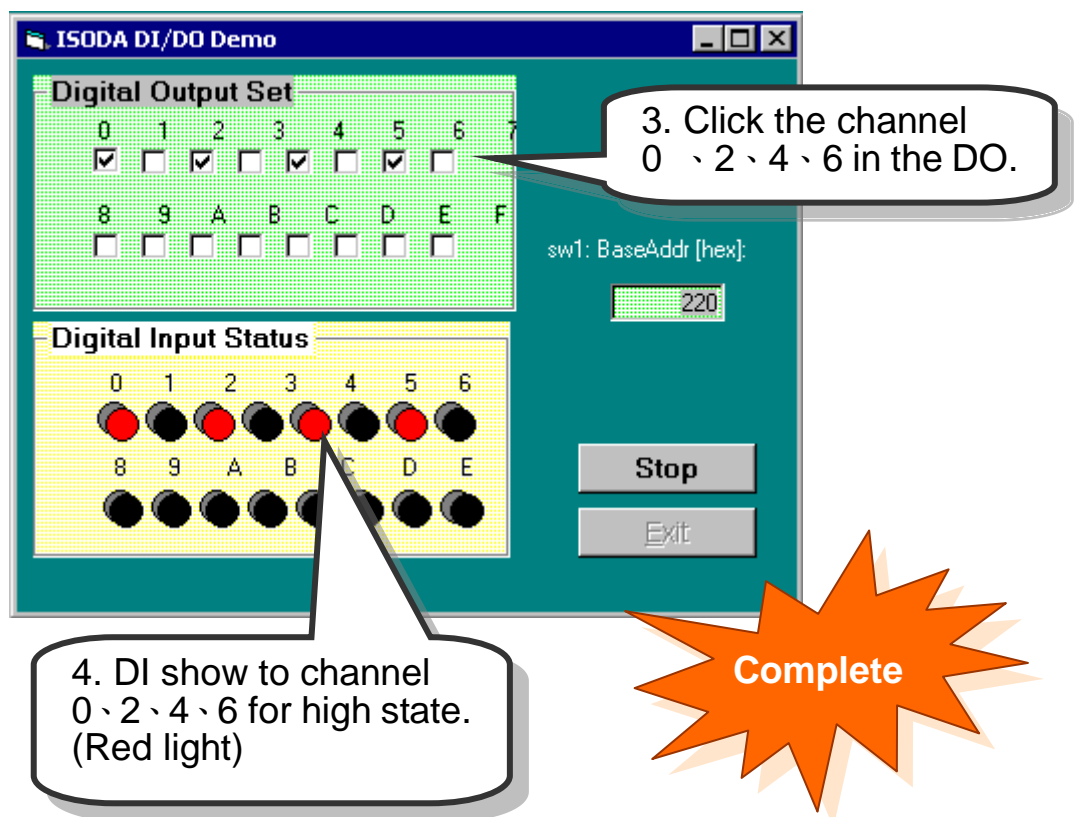 ISODA DI/DO Demo
Digital Output Set
0 1 2 3 4 5 6 7
8 9 A B C D E F
3. Click the channel
0 、2、4、6 in the DO.
sw1: BaseAddr [hex]:
220
Digital Input Status
0 1 2 3 4 5 6
8 9 A B C D E
Stop
Exit
4. DI show to channel
0、2、4、6 for high state.
(Red light)
Complete